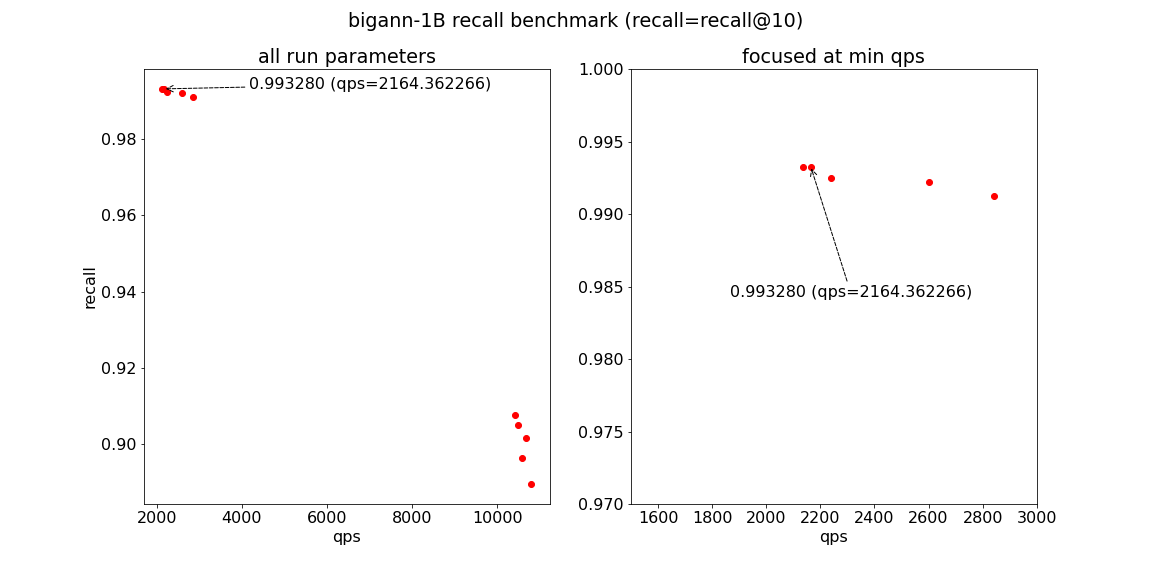 bigann-1B recall benchmark (recall=recall@10)
all run parameters
0.993280 (qps=2164.362266)
0.98
0.96
0.94
0.92
0.90
recall
2000 4000 6000 8000 10000
qps
focused at min qps
1.000
0.995
0.990
0.985
0.980
0.975
0.970
0.993280 (qps=2164.362266)
1600 1800 2000 2200 2400 2600 2800 3000
qps